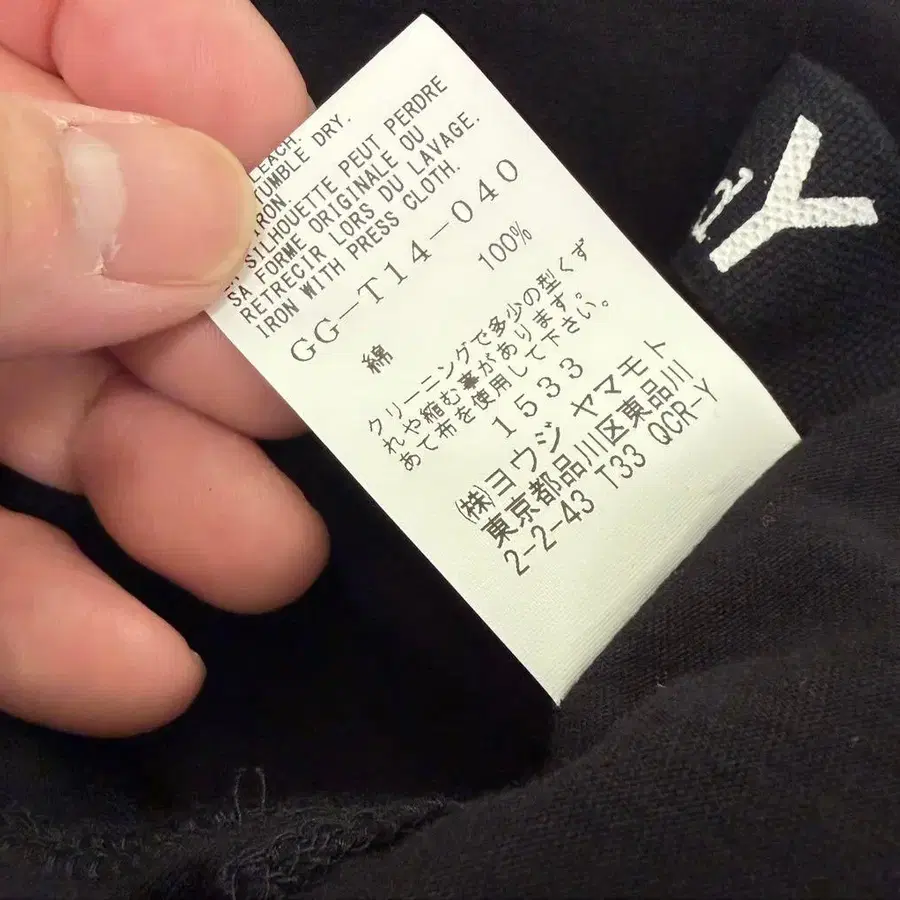 LEACH.
TUMBLE DRY.
IRON
SILHOUETTE PEUT PERDRE
SA FORME ORIGINALE OU
RETRECIR LORS DU LAVAGE.
IRON WITH PRESS CLOTH.
GG-T14-040
綿 100%
クリーニングで多少の型くず
れや縮む事があります。
あて布を使用して下さい。
1533
㈱ヨウジ ヤマモト
東京都品川区東品川
2-2-43 T33 QCR-Y
Y